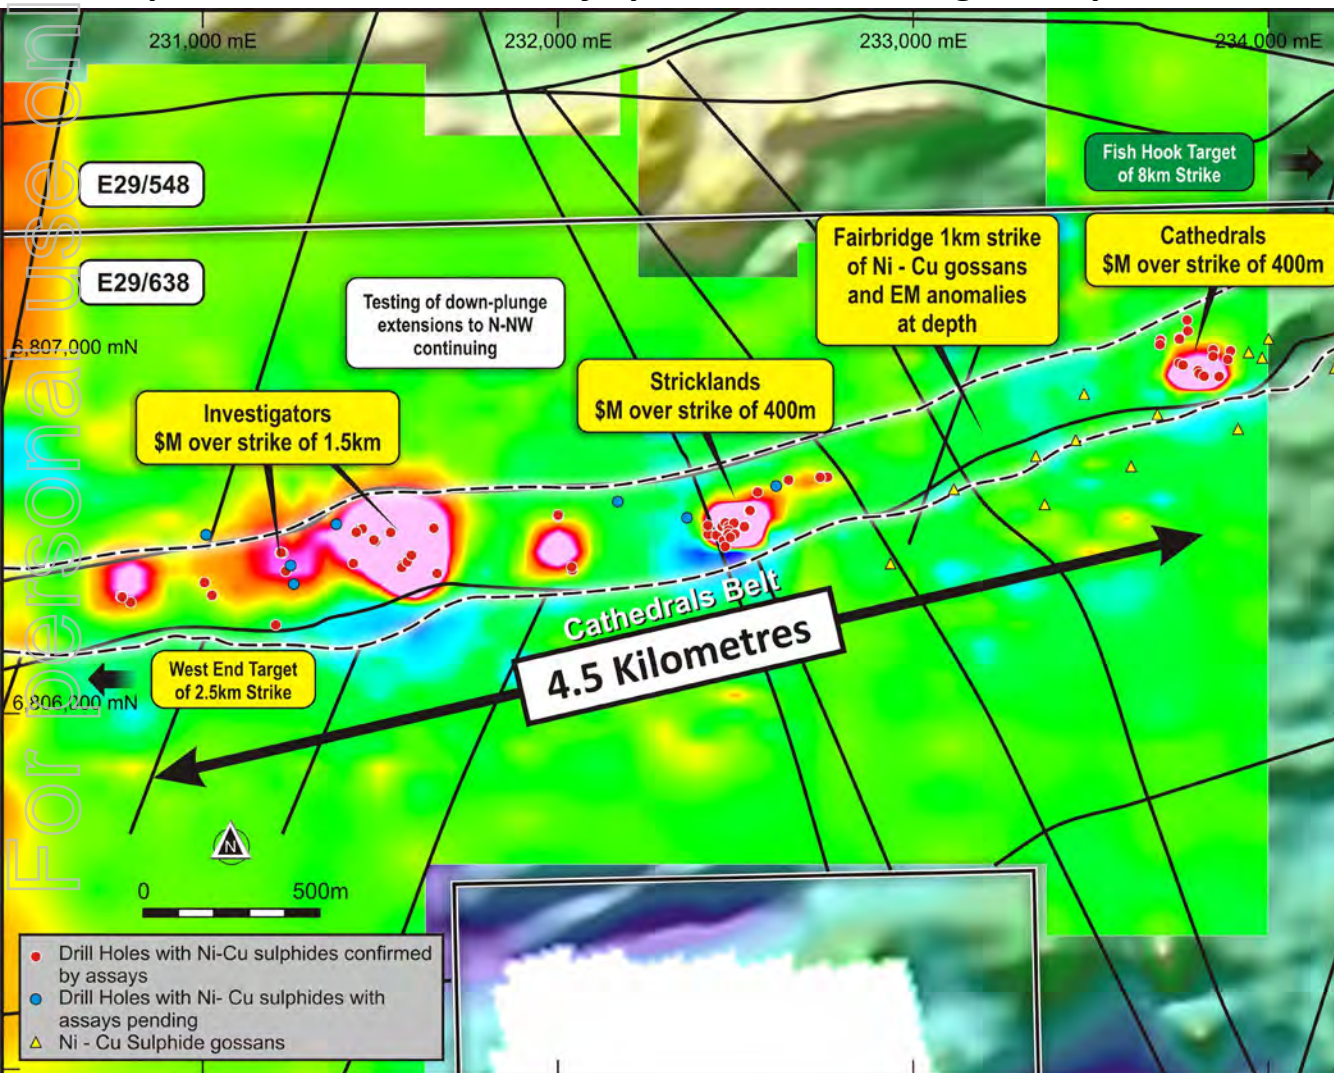 231,000 mE
232,000 mE
233,000 mE
234,000 mE
E29/548
Fish Hook Target
of 8km Strike
E29/638
Fairbridge 1km strike
of Ni - Cu gossans
and EM anomalies
at depth
Cathedrals
$M over strike of 400m
Testing of down-plunge
extensions to N-NW
continuing
6,807,000 mN
Investigators
$M over strike of 1.5km
Stricklands
$M over strike of 400m
Cathedrals Belt
4.5 Kilometres
West End Target
of 2.5km Strike
6,806,000 mN
N
0 500m
Drill Holes with Ni-Cu sulphides confirmed
by assays
Drill Holes with Ni- Cu sulphides with
assays pending
Ni - Cu Sulphide gossans
For personal use onl